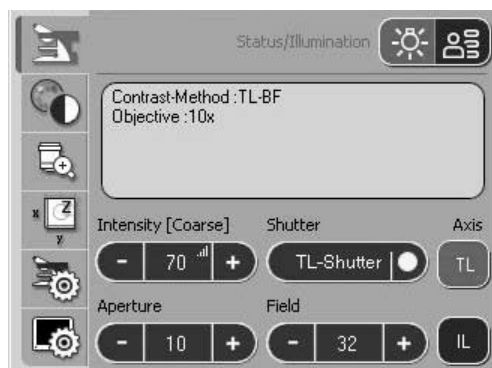 Status/Illumination
Contrast-Method :TL-BF
Objective :10x
Intensity [Coarse] Shutter Axis
- 70 + TL-Shutter TL
Aperture Field
- 10 + - 32 + IL
x Z
y